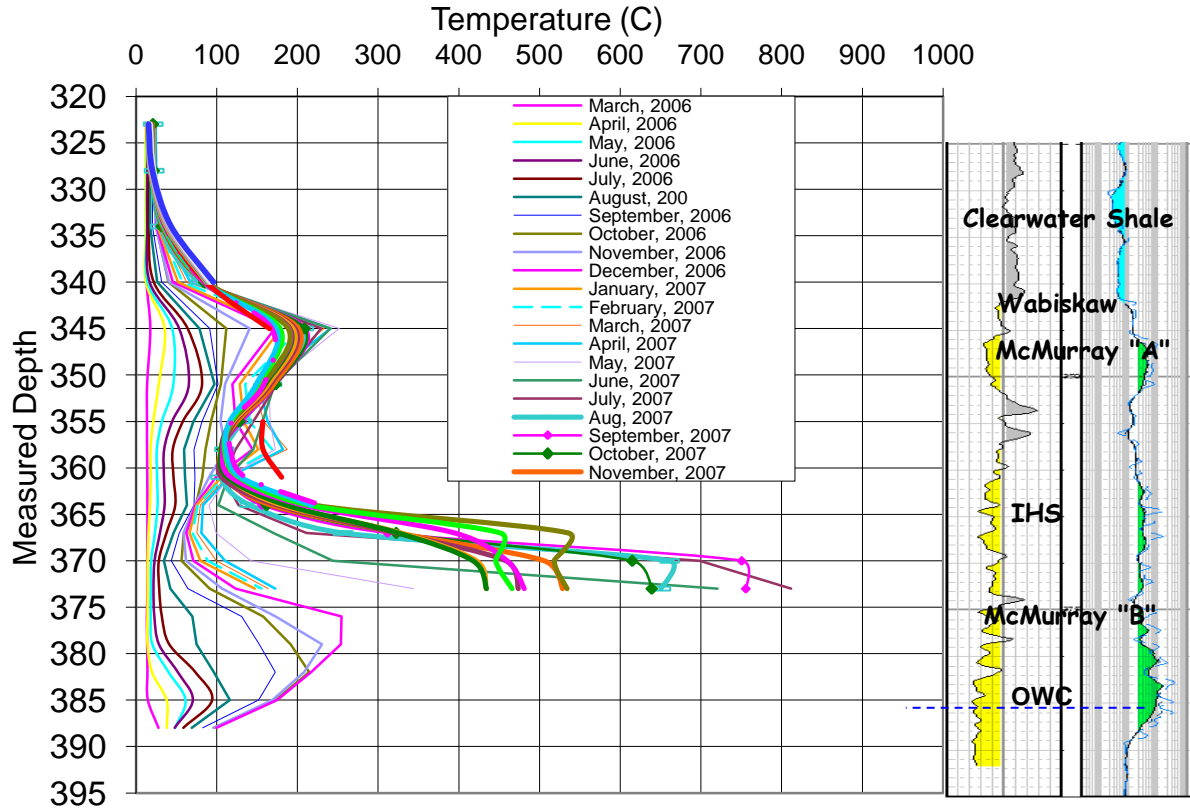 Temperature (C)
0 100 200 300 400 500 600 700 800 900 1000
Measured Depth
320
325
330
335
340
345
350
355
360
365
370
375
380
385
390
395
March, 2006
April, 2006
May, 2006
June, 2006
July, 2006
August, 200
September, 2006
October, 2006
November, 2006
December, 2006
January, 2007
February, 2007
March, 2007
April, 2007
May, 2007
June, 2007
July, 2007
Aug, 2007
September, 2007
October, 2007
November, 2007
Clearwater Shale
Wabiskaw
McMurray "A"
IHS
McMurray "B"
OWC